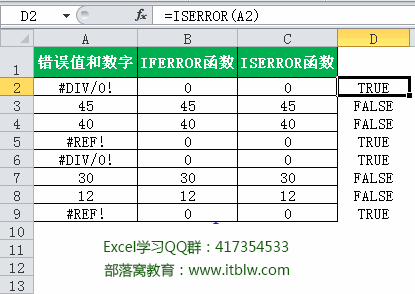 D2 fx =ISERROR(A2)
A B C D
1 错误值和数字 IFERROR函数 ISERROR函数
2 #DIV/0! 0 0 TRUE
3 45 45 45 FALSE
4 40 40 40 FALSE
5 #REF! 0 0 TRUE
6 #DIV/0! 0 0 TRUE
7 30 30 30 FALSE
8 12 12 12 FALSE
9 #REF! 0 0 TRUE
10
11 Excel学习QQ群：417354533
12 部落窝教育：www.itblw.com
13